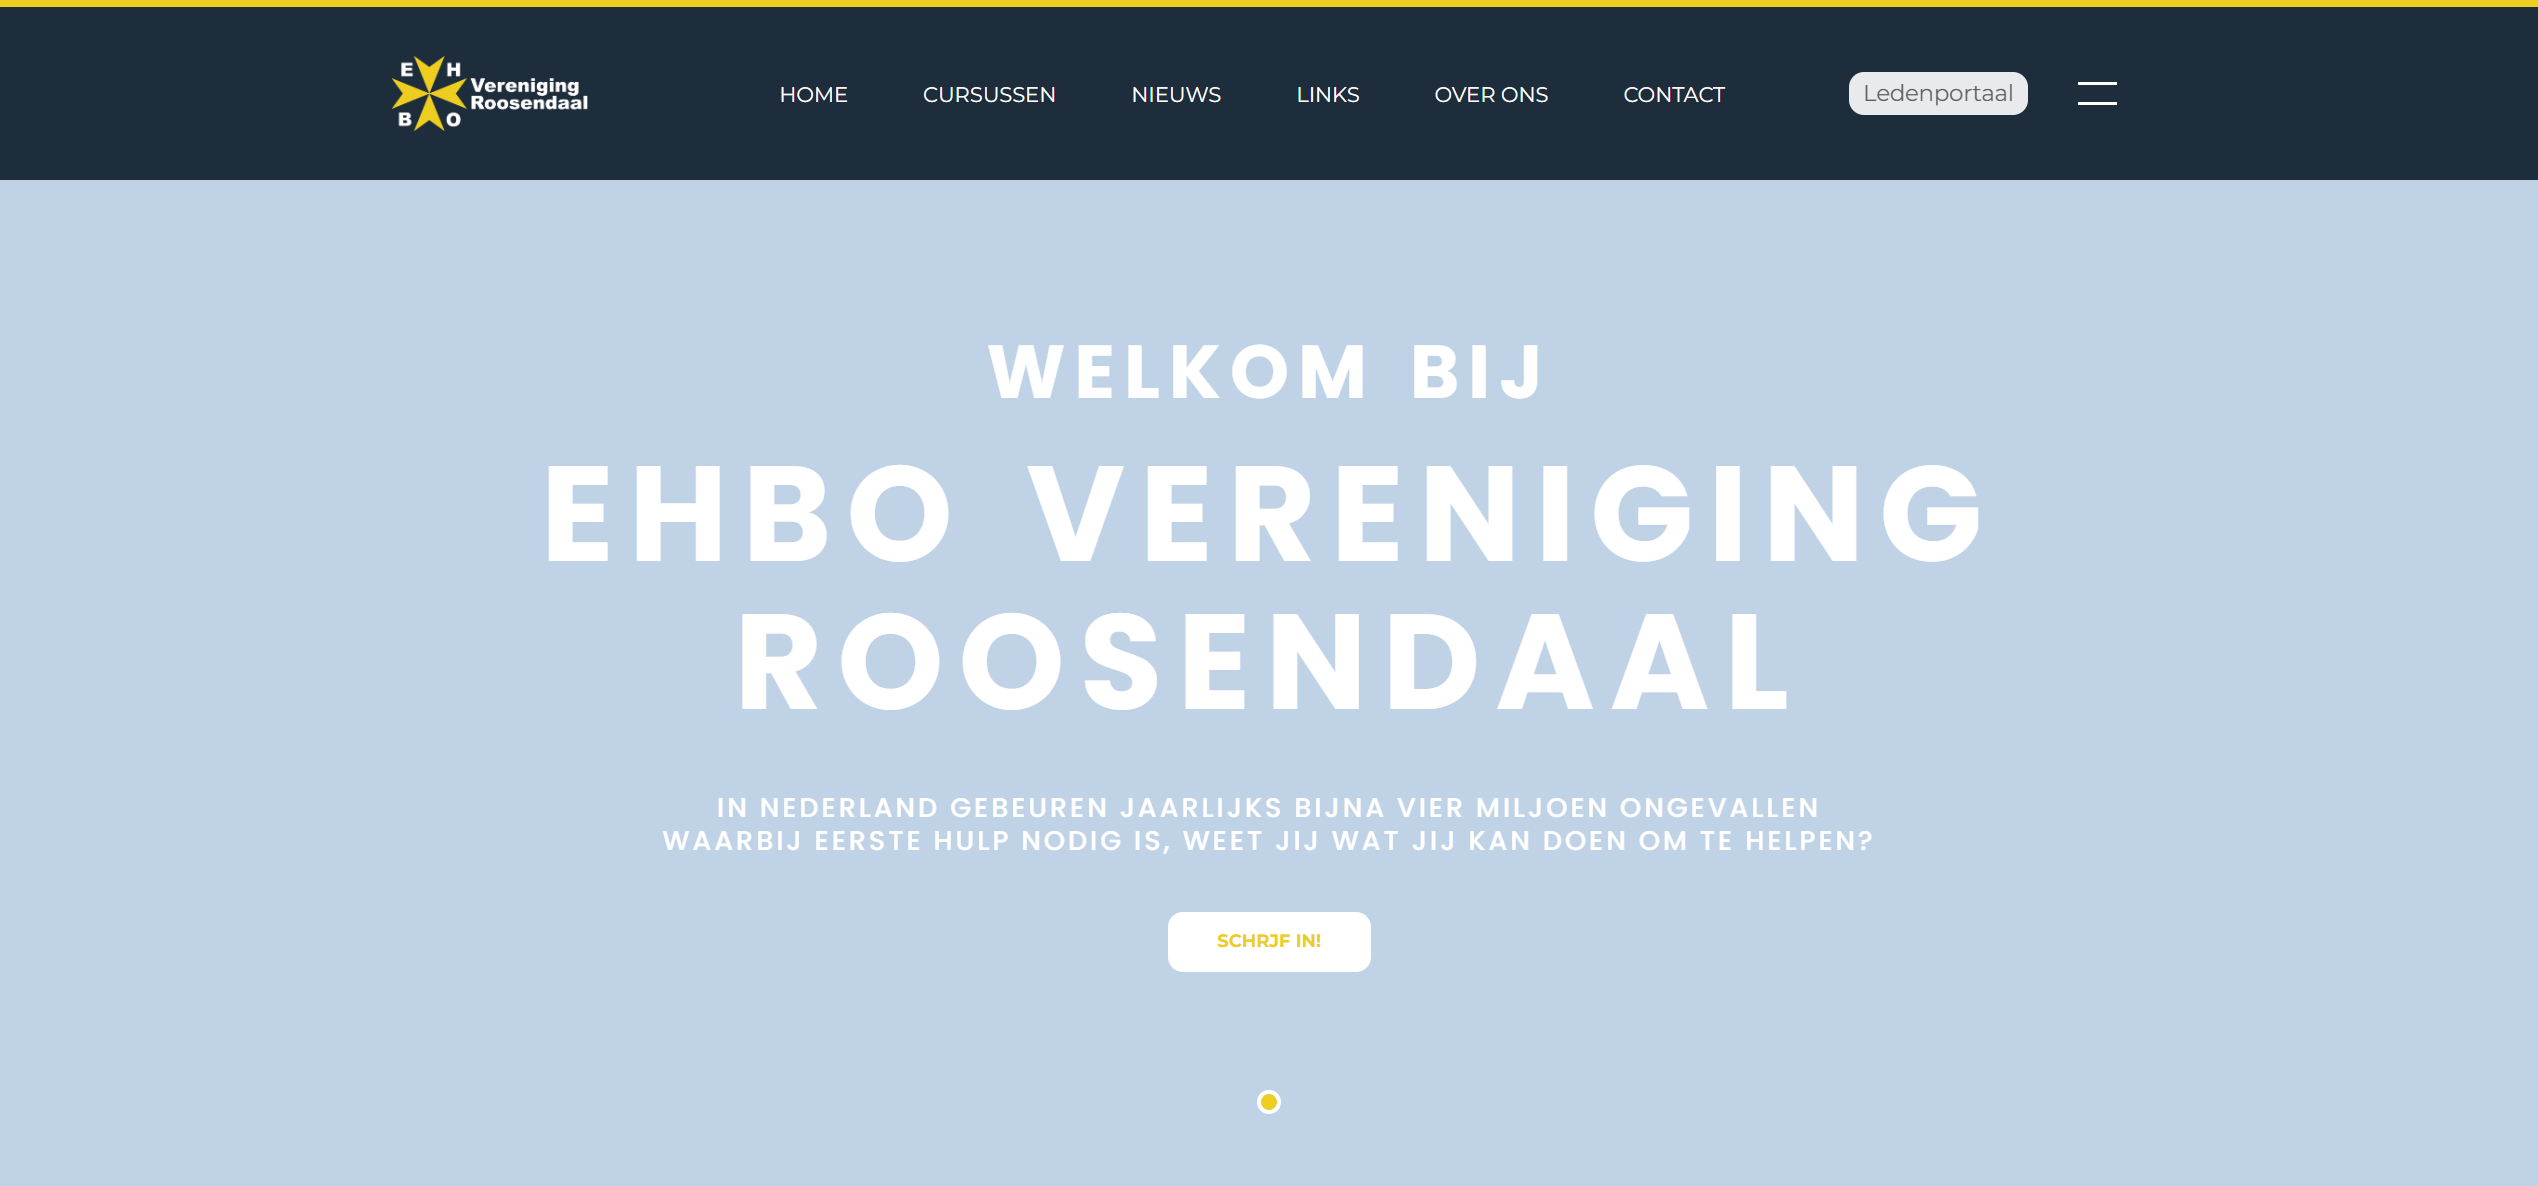 E H
Vereniging
Roosendaal
B O
HOME
CURSUSSEN
NIEUWS
LINKS
OVER ONS
CONTACT
Ledenportaal
WELKOM BIJ
EHBO VERENIGING
ROOSENDAAL
IN NEDERLAND GEBEUREN JAARLIJKS BIJNA VIER MILJOEN ONGEVALLEN
WAARBIJ EERSTE HULP NODIG IS, WEET JIJ WAT JIJ KAN DOEN OM TE HELPEN?
SCHRJF IN!